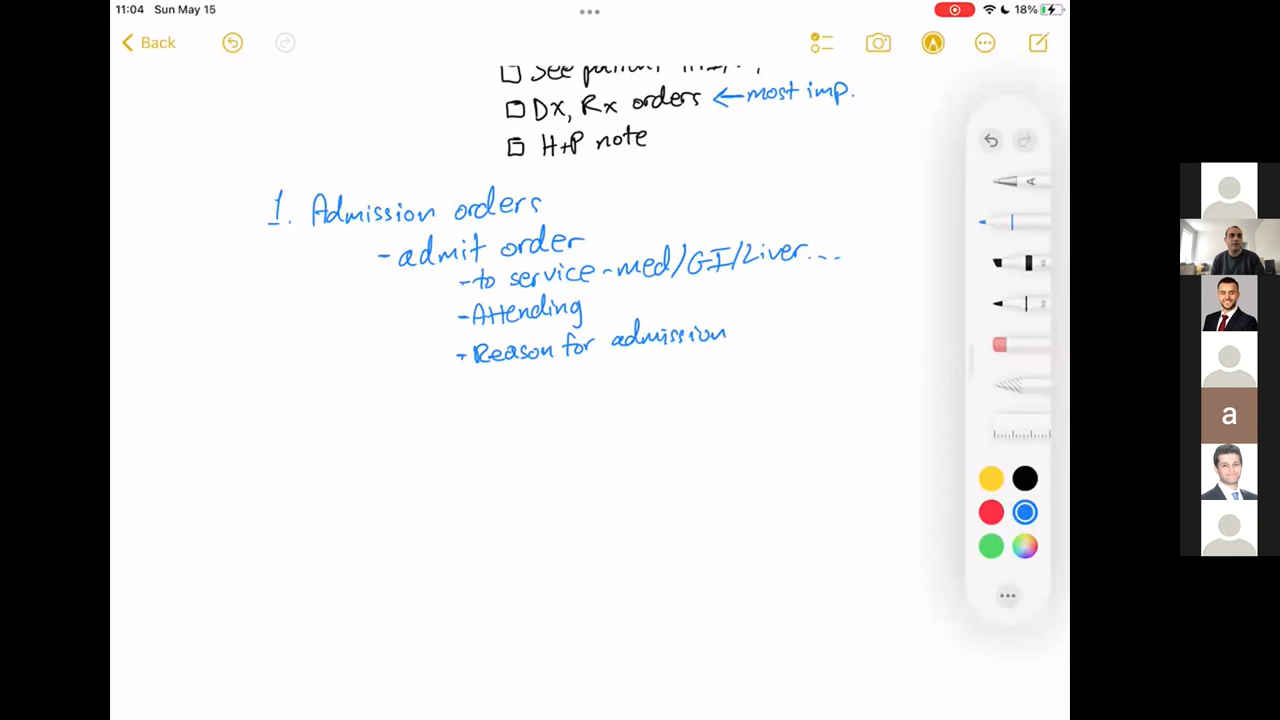 11:04 Sun May 15
18%
Back
See
Dx, Rx orders ← most imp.
H+P note
1. Admission orders
- admit order
- to service - med/GI/Liver...
- Attending
- Reason for admission
a